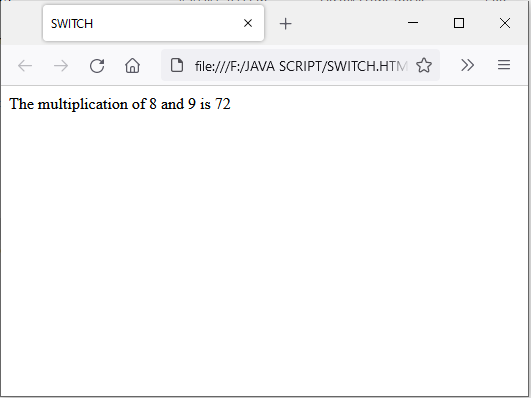 SWITCH
file:///F:/JAVA SCRIPT/SWITCH.HTM
The multiplication of 8 and 9 is 72